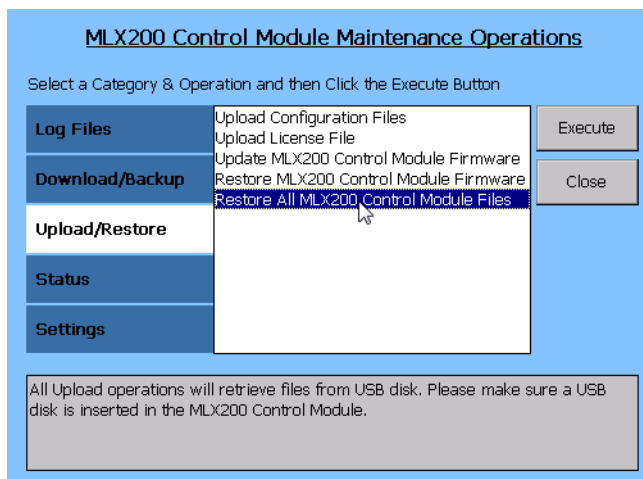 MLX200 Control Module Maintenance Operations
Select a Category & Operation and then Click the Execute Button
Log Files
Download/Backup
Upload/Restore
Status
Settings
Upload Configuration Files
Upload License File
Update MLX200 Control Module Firmware
Restore MLX200 Control Module Firmware
Restore All MLX200 Control Module Files
Execute
Close
All Upload operations will retrieve files from USB disk. Please make sure a USB
disk is inserted in the MLX200 Control Module.